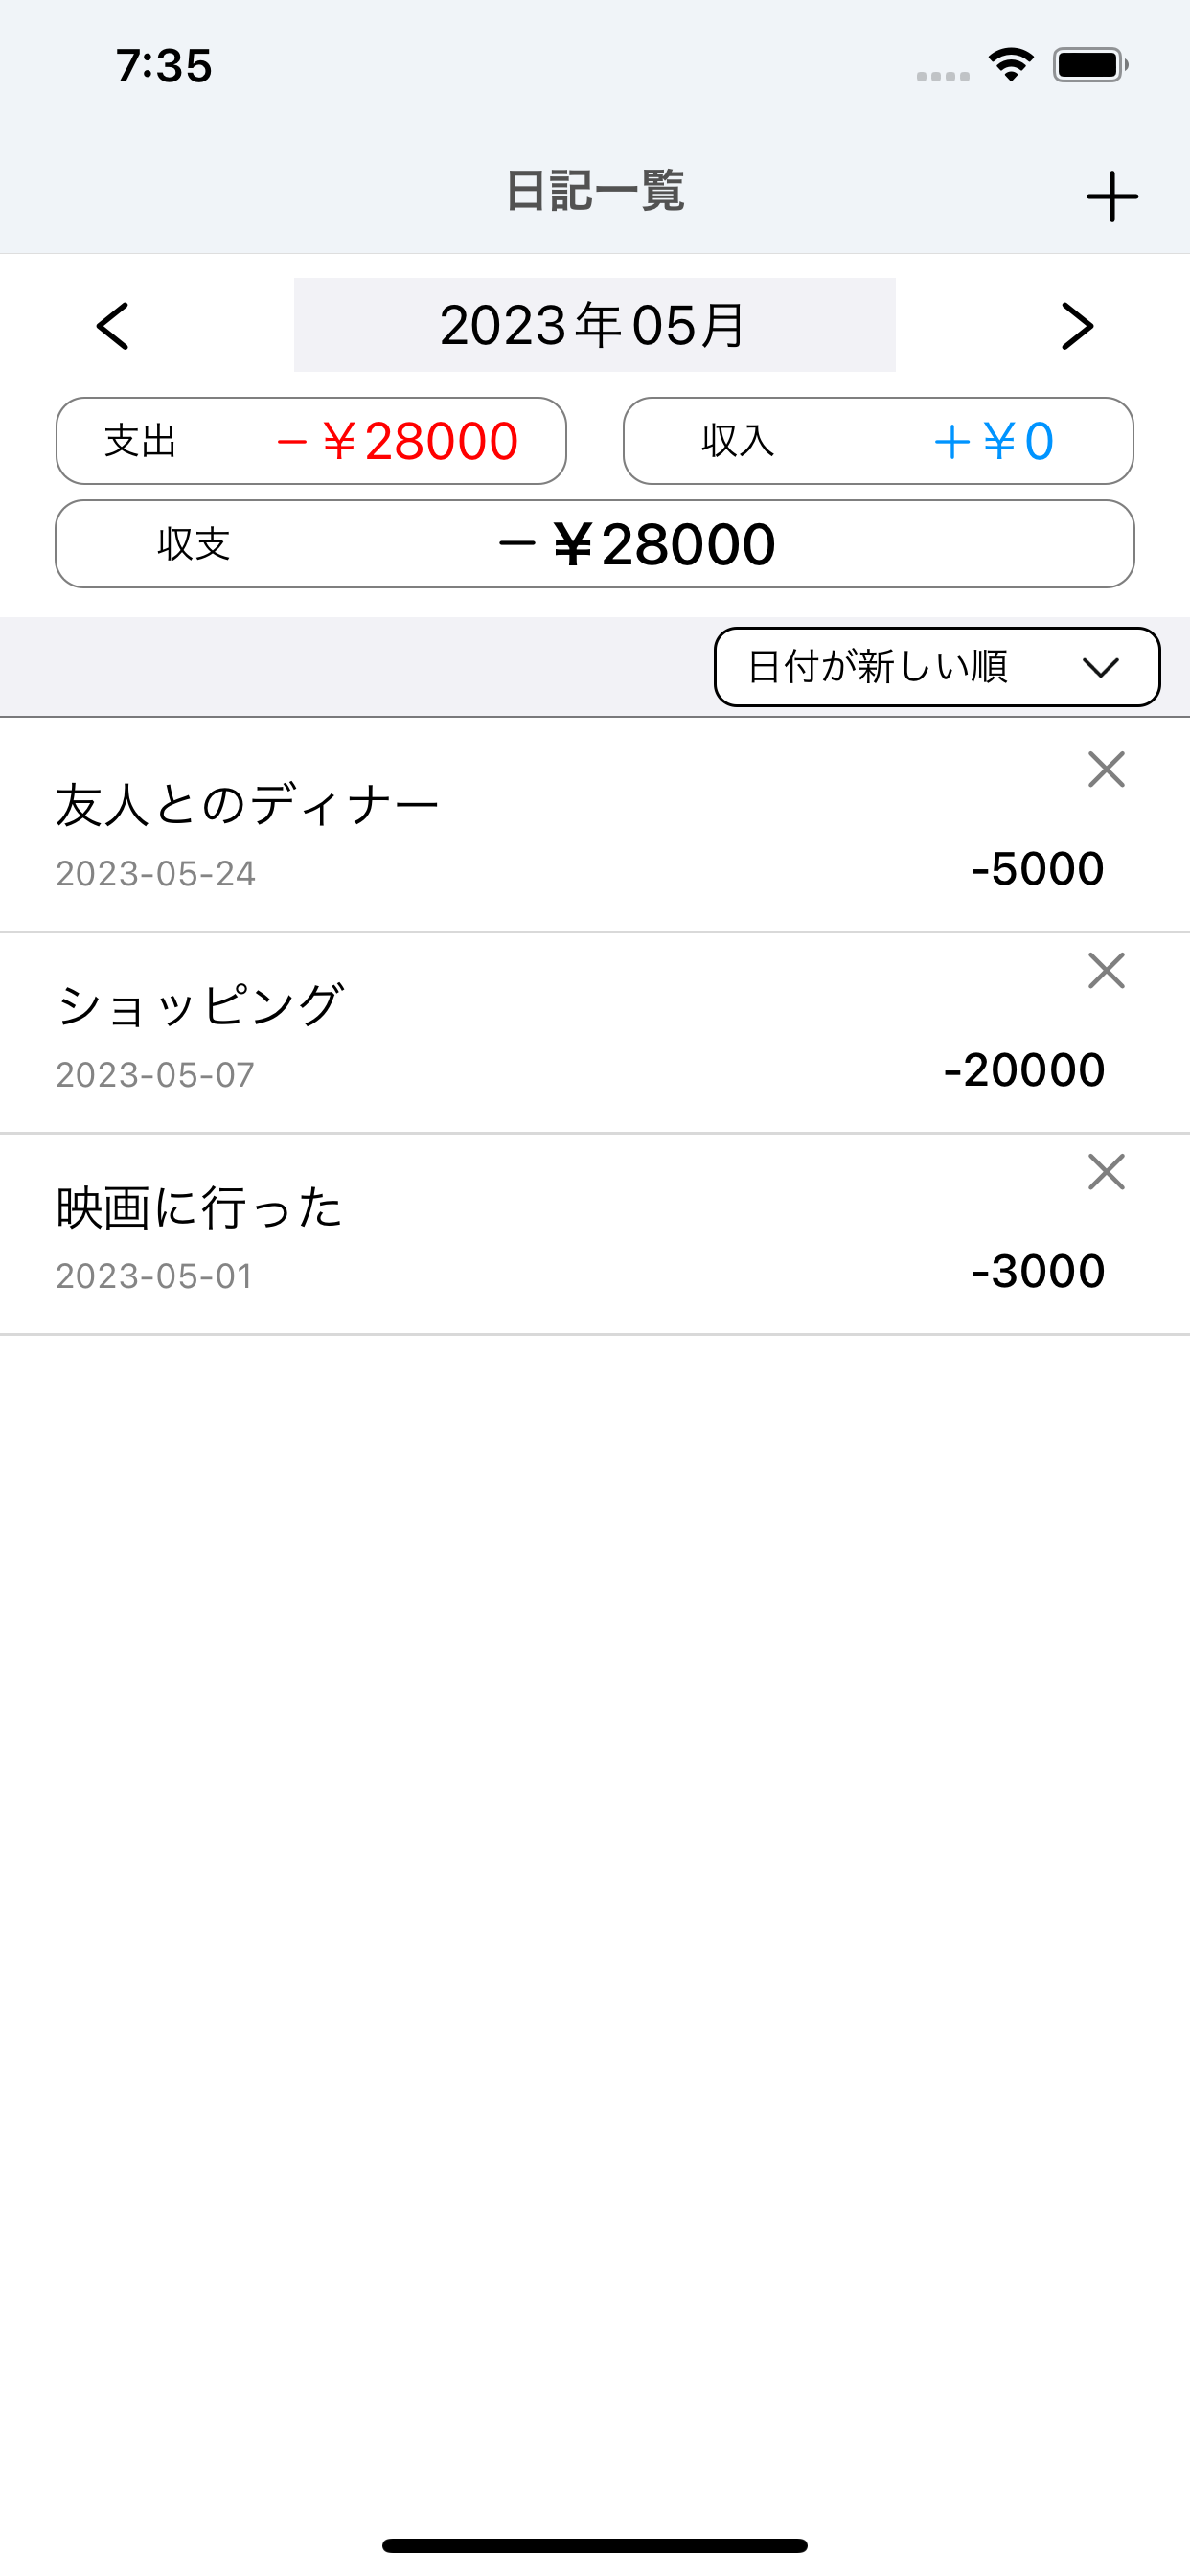 7:35
日記一覧
2023年05月
支出 －￥28000
収入 ＋￥0
収支 －￥28000
日付が新しい順
友人とのディナー
2023-05-24
-5000
ショッピング
2023-05-07
-20000
映画に行った
2023-05-01
-3000